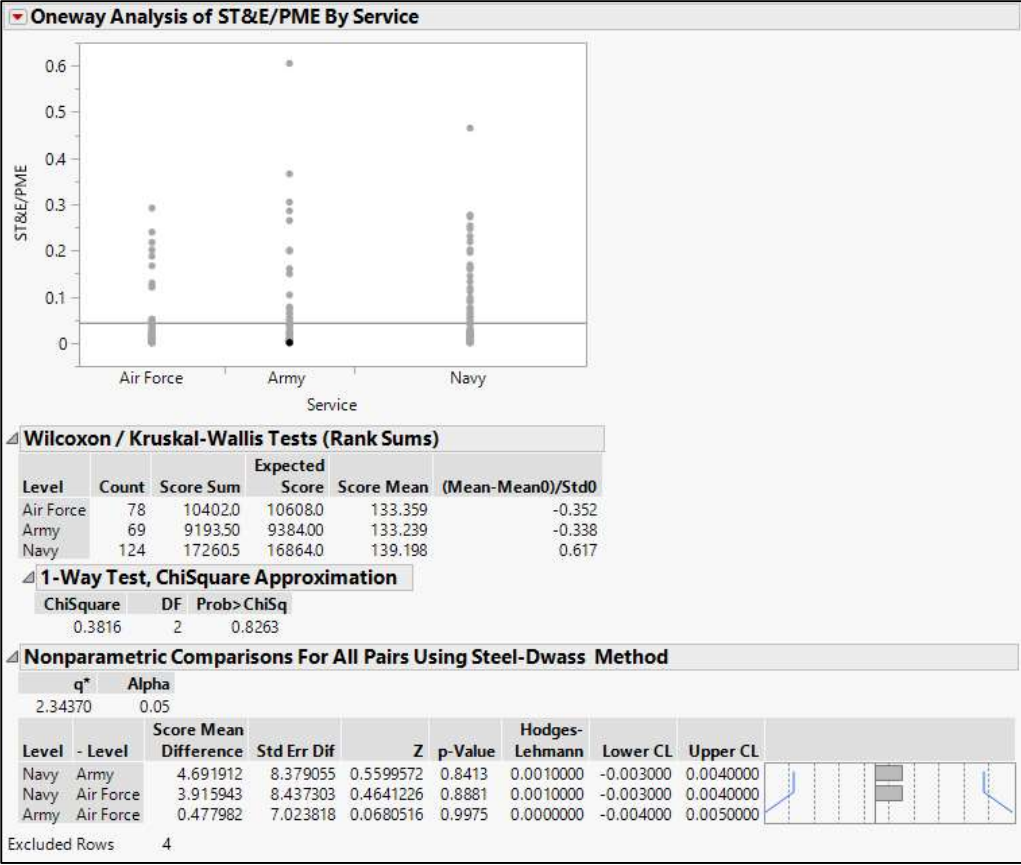 Oneway Analysis of ST&E/PME By Service
0.6
0.5
0.4
0.3
0.2
0.1
0
ST&E/PME
Air Force Army Navy
Service
Wilcoxon / Kruskal-Wallis Tests (Rank Sums)
Expected
Level Count Score Sum Score Score Mean (Mean-Mean0)/Std0
Air Force 78 10402.0 10608.0 133.359 -0.352
Army 69 9193.50 9384.00 133.239 -0.338
Navy 124 17260.5 16864.0 139.198 0.617
1-Way Test, ChiSquare Approximation
ChiSquare DF Prob>ChiSq
0.3816 2 0.8263
Nonparametric Comparisons For All Pairs Using Steel-Dwass Method
q* Alpha
2.34370 0.05
Score Mean Hodges-
Level - Level Difference Std Err Dif Z p-Value Lehmann Lower CL Upper CL
Navy Army 4.691912 8.379055 0.5599572 0.8413 0.0010000 -0.003000 0.0040000
Navy Air Force 3.915943 8.437303 0.4641226 0.8881 0.0010000 -0.003000 0.0040000
Army Air Force 0.477982 7.023818 0.0680516 0.9975 0.0000000 -0.004000 0.0050000
Excluded Rows 4